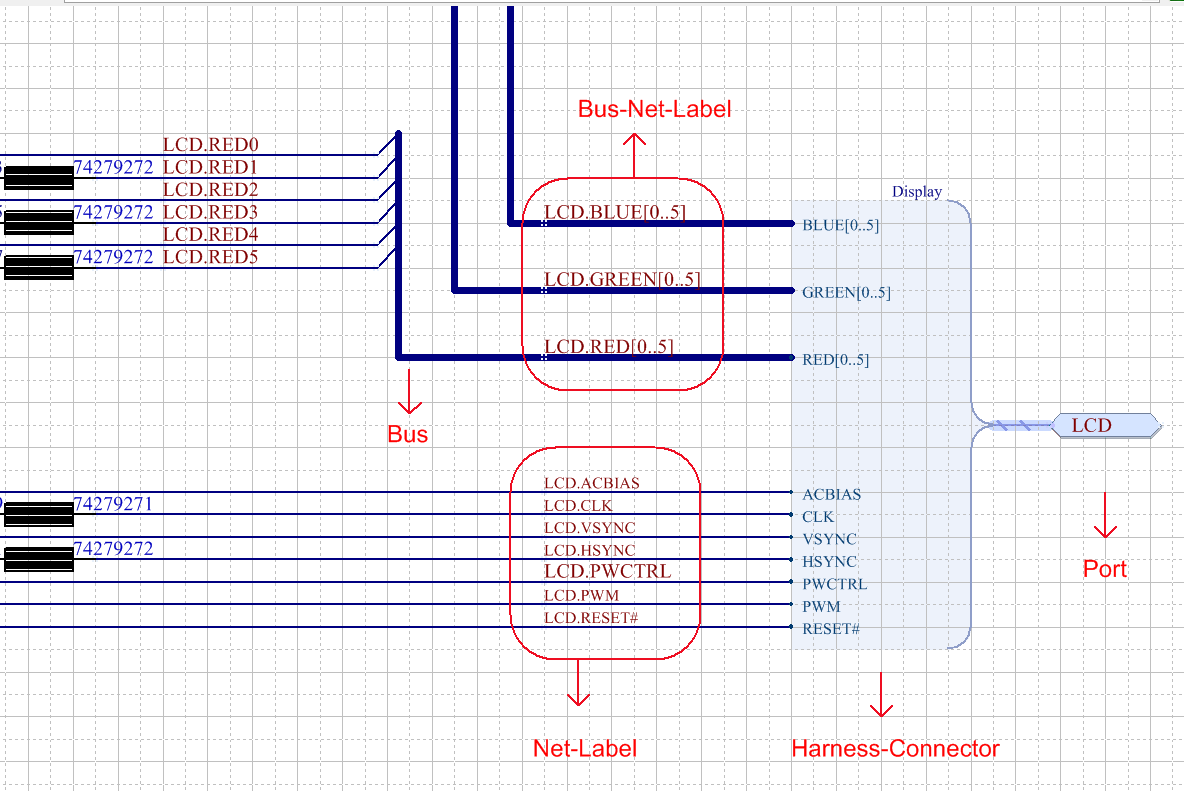 Bus-Net-Label
LCD.RED0
74279272 LCD.RED1
LCD.RED2
74279272 LCD.RED3
LCD.RED4
74279272 LCD.RED5
Display
LCD.BLUE[0..5]
BLUE[0..5]
LCD.GREEN[0..5]
GREEN[0..5]
LCD.RED[0..5]
RED[0..5]
LCD
Bus
LCD.ACBIAS
ACBIAS
74279271
LCD.CLK
CLK
LCD.VSYNC
VSYNC
74279272
LCD.HSYNC
HSYNC
LCD.PWCTRL
PWCTRL
LCD.PWM
PWM
LCD.RESET#
RESET#
Port
Net-Label
Harness-Connector